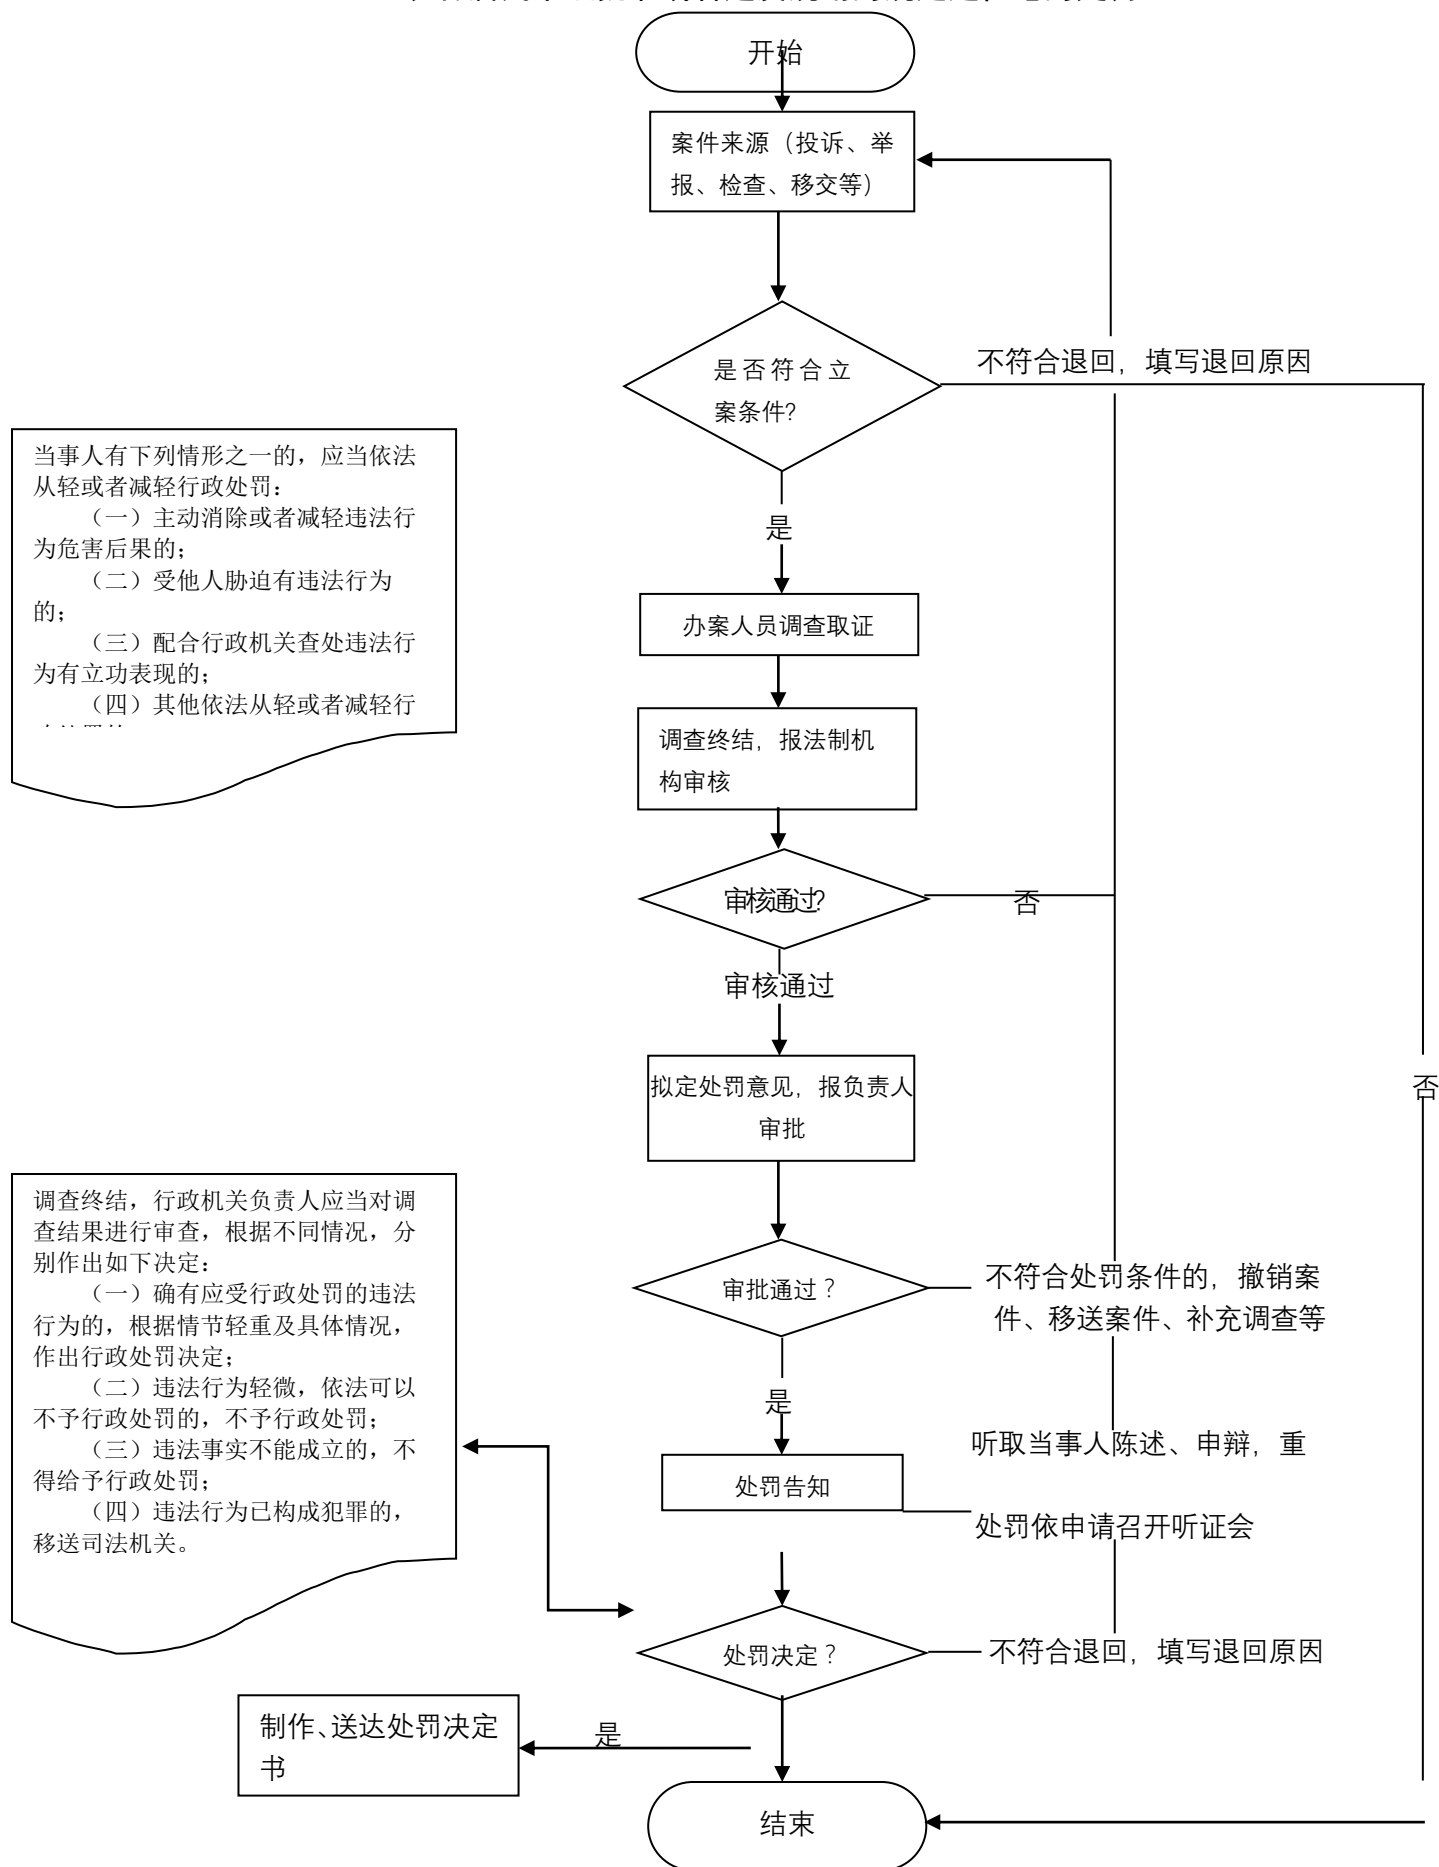 开始
案件来源（投诉、举
报、检查、移交等）
是否符合立
案条件?
不符合退回，填写退回原因
当事人有下列情形之一的，应当依法
从轻或者减轻行政处罚：
（一）主动消除或者减轻违法行
为危害后果的；
（二）受他人胁迫有违法行为
的；
（三）配合行政机关查处违法行
为有立功表现的；
（四）其他依法从轻或者减轻行
是
办案人员调查取证
调查终结，报法制机
构审核
审核通过?
否
审核通过
拟定处罚意见，报负责人
审批
否
调查终结，行政机关负责人应当对调
查结果进行审查，根据不同情况，分
别作出如下决定：
（一）确有应受行政处罚的违法
行为的，根据情节轻重及具体情况，
作出行政处罚决定；
（二）违法行为轻微，依法可以
不予行政处罚的，不予行政处罚；
（三）违法事实不能成立的，不
得给予行政处罚；
（四）违法行为已构成犯罪的，
移送司法机关。
审批通过？
不符合处罚条件的，撤销案
件、移送案件、补充调查等
是
听取当事人陈述、申辩，重
处罚告知
处罚依申请召开听证会
处罚决定？
不符合退回，填写退回原因
制作、送达处罚决定
书
是
结束